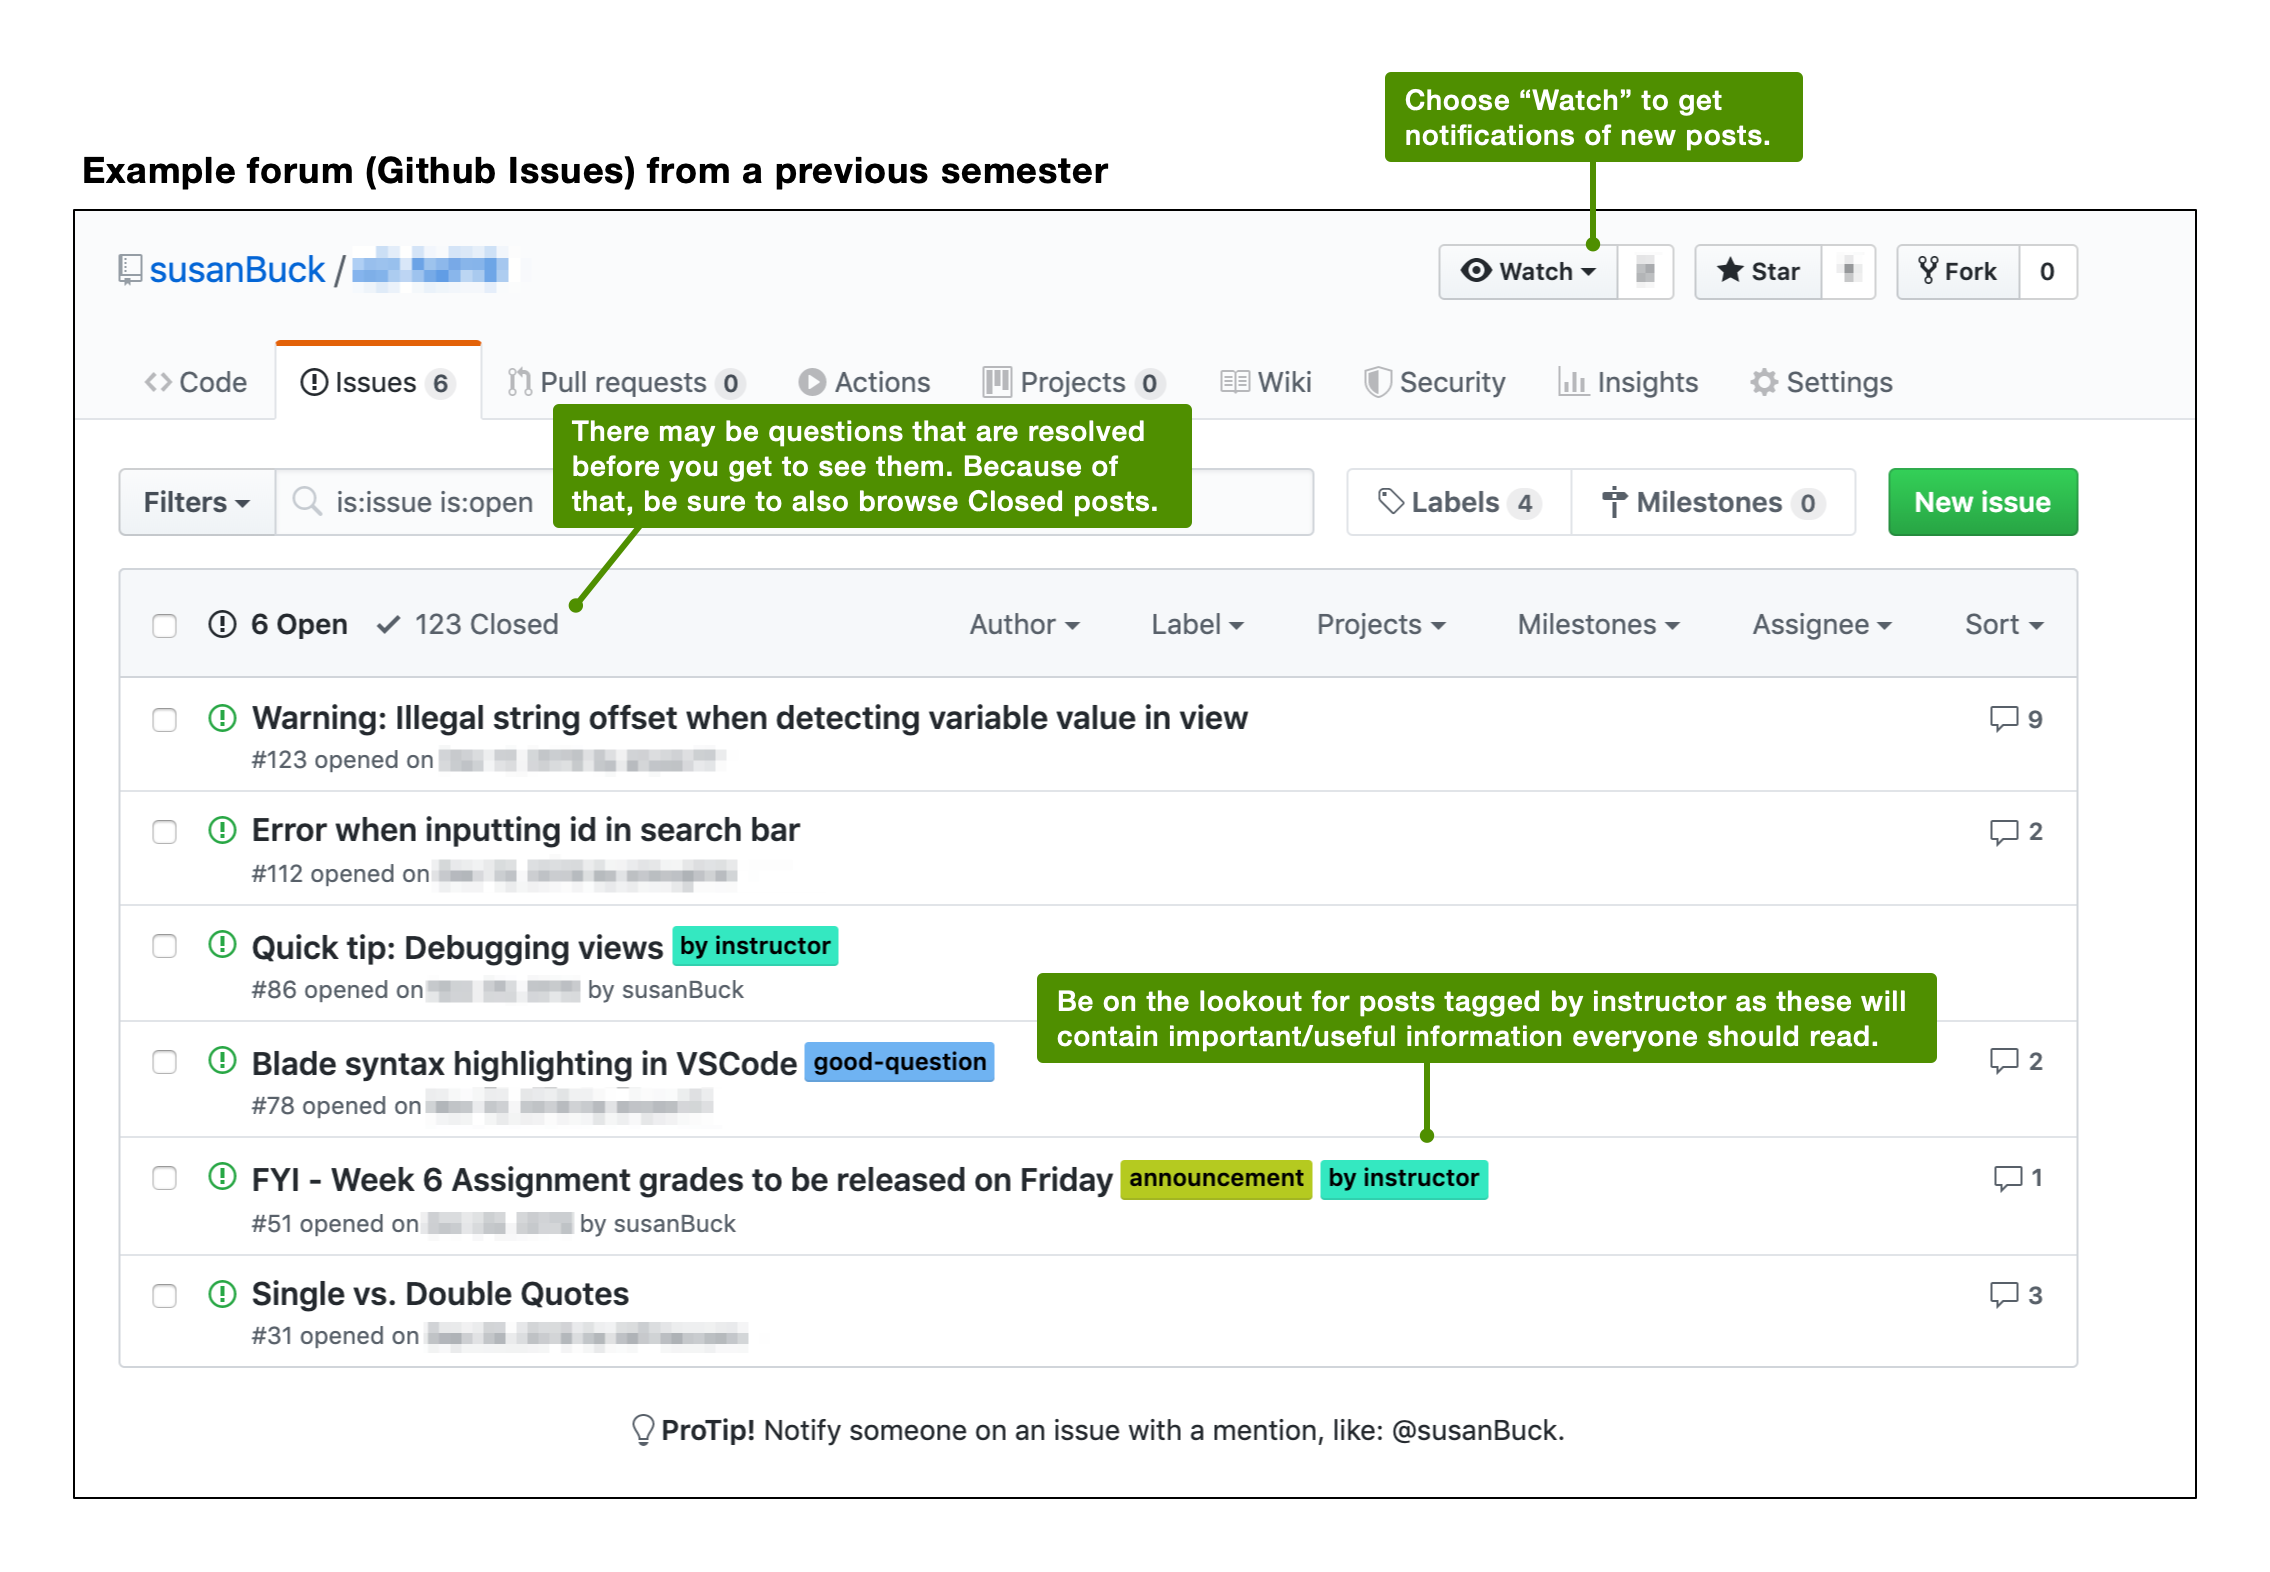 Choose “Watch” to get
notifications of new posts.
Example forum (Github Issues) from a previous semester
susanBuck /
Watch
Star
Fork 0
Code
Issues 6
Pull requests 0
Actions
Projects 0
Wiki
Security
Insights
Settings
There may be questions that are resolved
before you get to see them. Because of
that, be sure to also browse Closed posts.
Filters
is:issue is:open
Labels 4
Milestones 0
New issue
6 Open
123 Closed
Author
Label
Projects
Milestones
Assignee
Sort
Warning: Illegal string offset when detecting variable value in view
9
#123 opened on
Error when inputting id in search bar
2
#112 opened on
Quick tip: Debugging views by instructor
#86 opened on by susanBuck
Be on the lookout for posts tagged by instructor as these will
contain important/useful information everyone should read.
Blade syntax highlighting in VSCode good-question
2
#78 opened on
FYI - Week 6 Assignment grades to be released on Friday announcement by instructor
1
#51 opened on by susanBuck
Single vs. Double Quotes
3
#31 opened on
ProTip! Notify someone on an issue with a mention, like: @susanBuck.